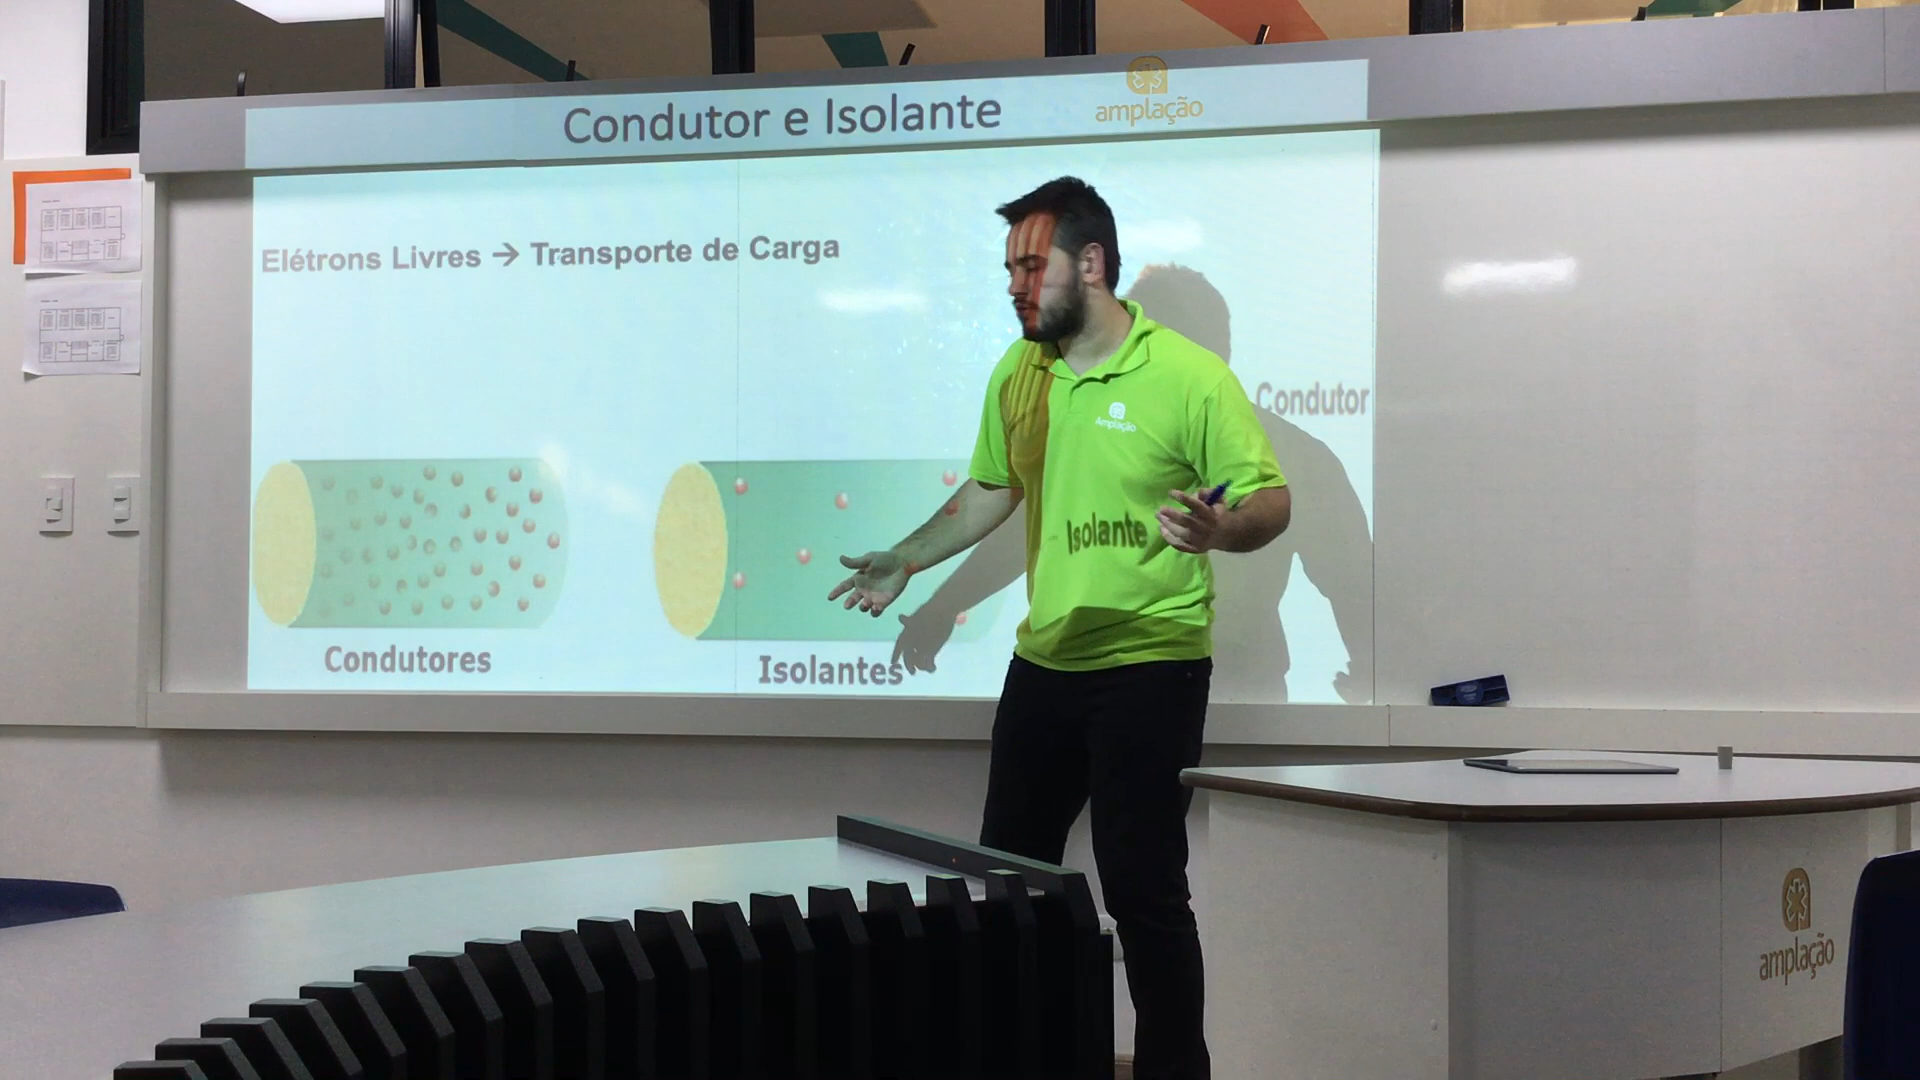 Condutor e Isolante
amplação
Elétrons Livres → Transporte de Carga
Condutor
Amplação
Isolante
Condutores
Isolantes
amplação